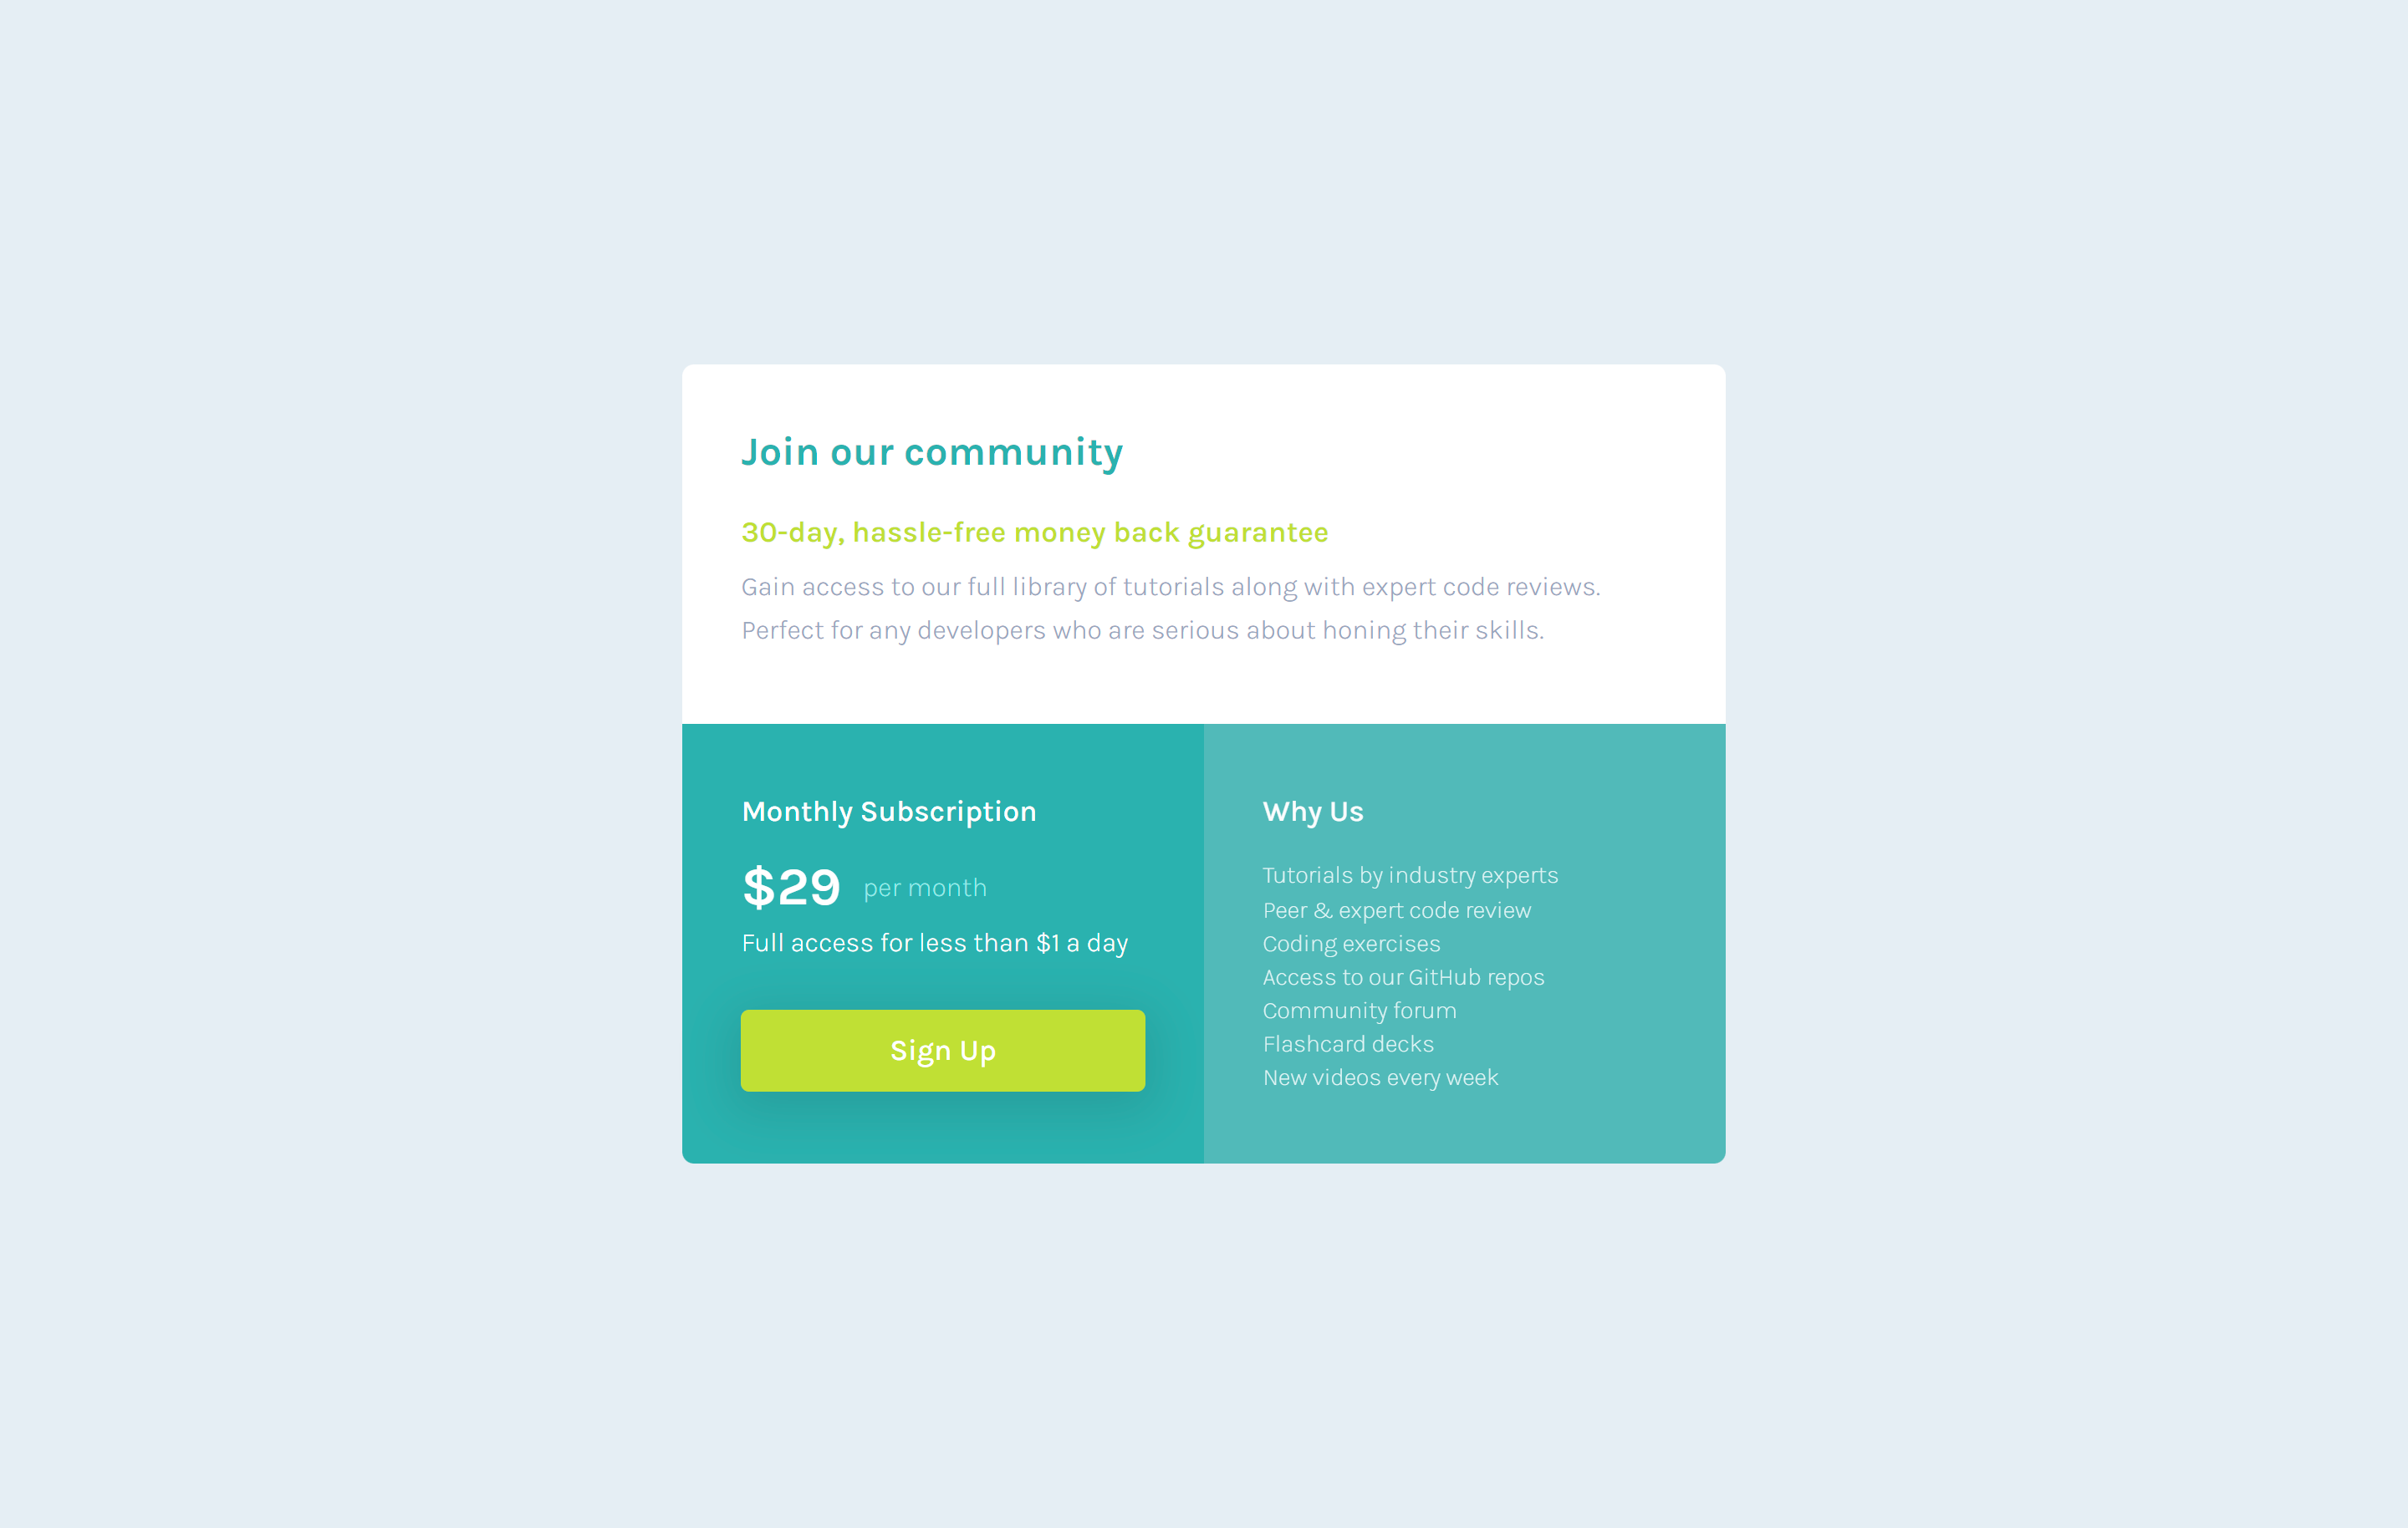 Join our community
30-day, hassle-free money back guarantee
Gain access to our full library of tutorials along with expert code reviews.
Perfect for any developers who are serious about honing their skills.
Monthly Subscription
$29 per month
Full access for less than $1 a day
Sign Up
Why Us
Tutorials by industry experts
Peer & expert code review
Coding exercises
Access to our GitHub repos
Community forum
Flashcard decks
New videos every week